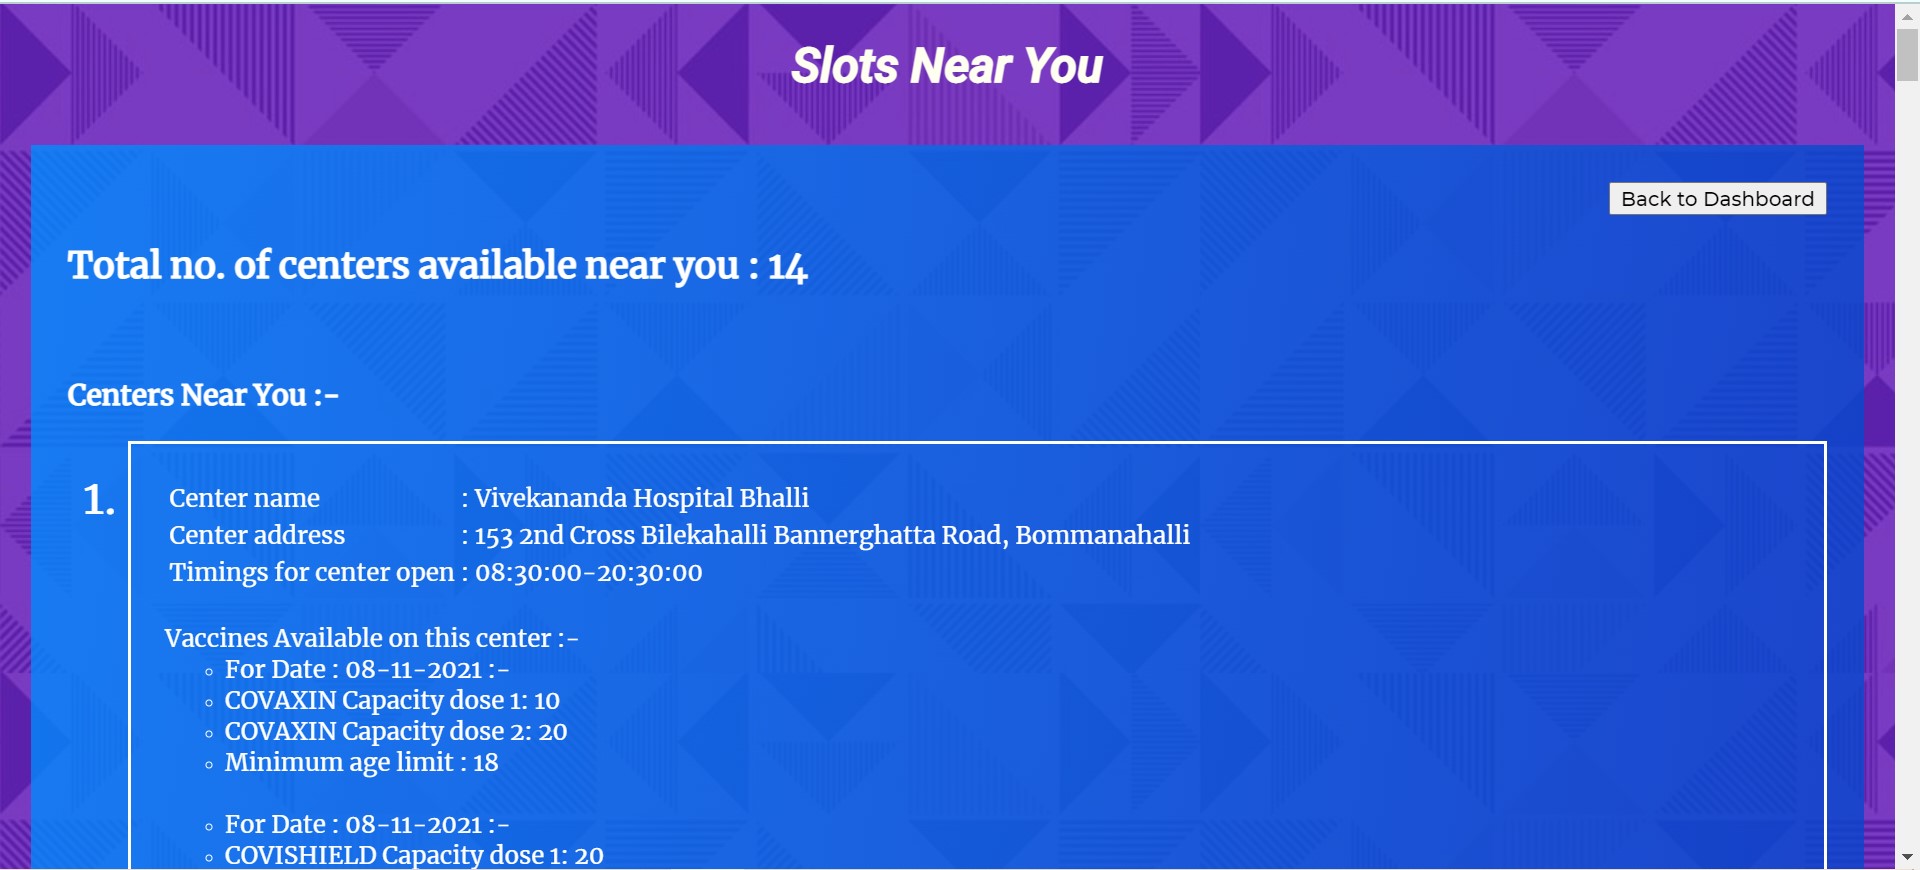 Slots Near You
Back to Dashboard
Total no. of centers available near you : 14
Centers Near You :-
1.
Center name : Vivekananda Hospital Bhalli
Center address : 153 2nd Cross Bilekahalli Bannerghatta Road, Bommanahalli
Timings for center open : 08:30:00-20:30:00
Vaccines Available on this center :-
◦ For Date : 08-11-2021 :-
◦ COVAXIN Capacity dose 1: 10
◦ COVAXIN Capacity dose 2: 20
◦ Minimum age limit : 18
◦ For Date : 08-11-2021 :-
◦ COVISHIELD Capacity dose 1: 20